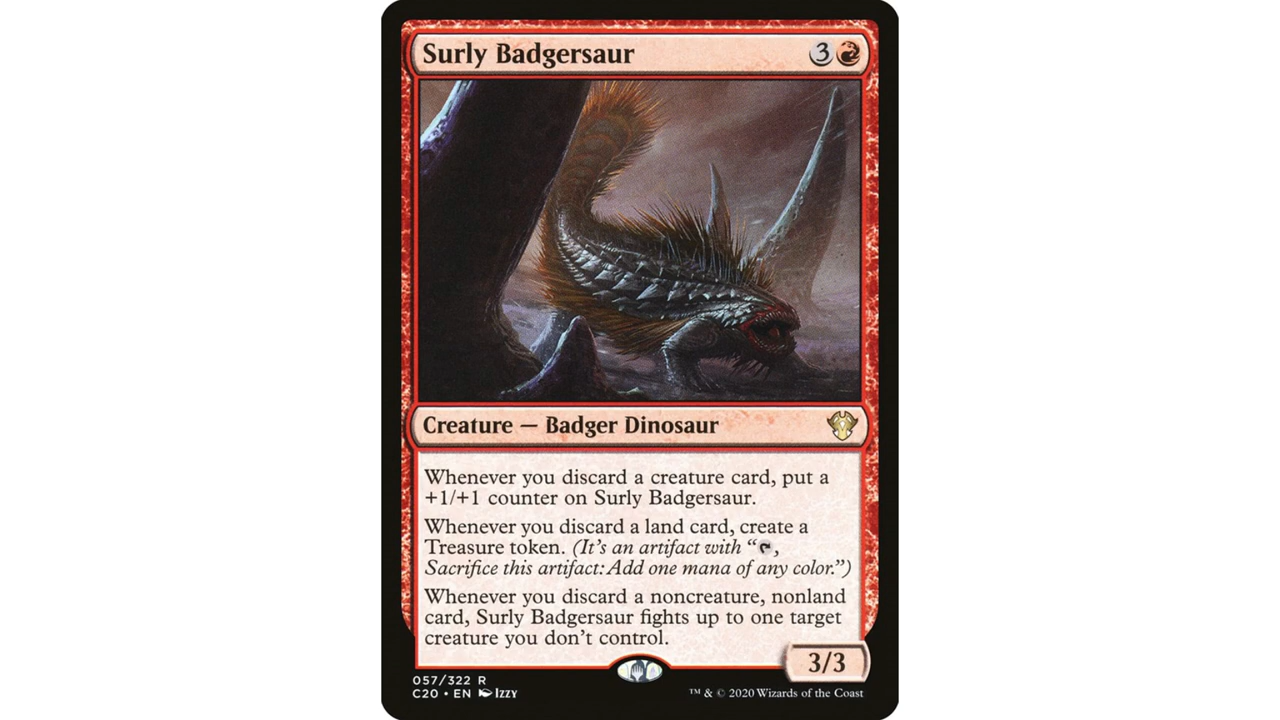 Surly Badgersaur 3
Creature — Badger Dinosaur
Whenever you discard a creature card, put a
+1/+1 counter on Surly Badgersaur.
Whenever you discard a land card, create a
Treasure token. (It's an artifact with “,
Sacrifice this artifact: Add one mana of any color.”)
Whenever you discard a noncreature, nonland
card, Surly Badgersaur fights up to one target
creature you don't control.
3/3
057/322 R
C20 • EN Izzy
™ & © 2020 Wizards of the Coast